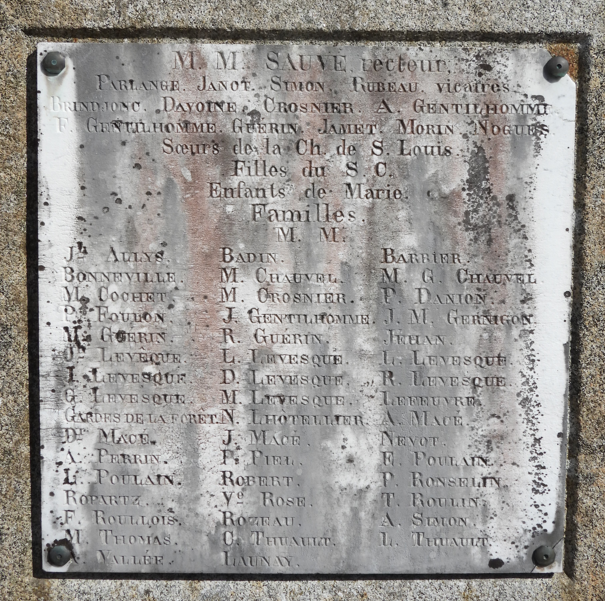 M. M. SAUVÉ. recteur.
PARLANGE. JANOT. SIMON. RUBEAU vicaires.
BRINDJONC. DAVOINE. CROSNIER. A. GENTILHOMME
F. GENTILHOMME. GUÉRIN. JAMET. MORIN. NOGUES.
Sœurs de la Ch. de S. Louis.
Filles du S. C.
Enfants de Marie.
Familles.
M. M.
Jh ALLYS. BADIN. BARBIER.
BONNEVILLE. M. CHAUVEL. M. G. CHAUVEL
M. COCHET. M. CROSNIER. P. DANION.
FOULON J. GENTILHOMME. J. M. GERNIGON
GUÉRIN. R. GUÉRIN. JÉHAN.
LEVÊQUE. L. LEVESQUE. L. LEVESQUE.
I. LEVESQUE. D. LEVESQUE. R. LEVESQUE.
G. LEVESQUE. M. LEVESQUE. LEFEUVRE.
GARDES DE LA FORÊT. N. LHOTELLIER. A. MACÉ.
MACÉ. J. MACÉ. NEVOT.
A. PERRIN. P. PIEL. E. POULAIN.
L. POULAIN. ROBERT. P. RONSELIN.
ROPARTZ. Ve ROSE. T. ROULIN.
F. ROULLOIS. ROZEAU. A. SIMON.
M. THOMAS. C. THUAULT. L. THUAULT.
A. VALLÉE. LAUNAY.